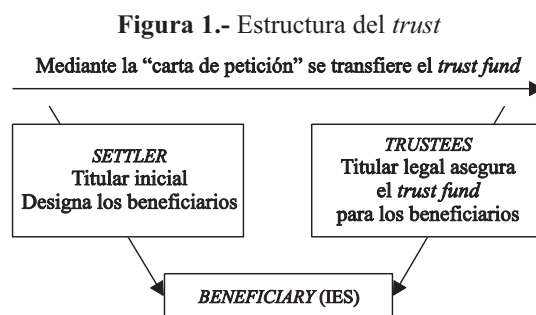 Figura 1.- Estructura del trust
Mediante la “carta de petición” se transfiere el trust fund
SETTLER
Titular inicial
Designa los beneficiarios
TRUSTEES
Titular legal asegura
el trust fund
para los beneficiarios
BENEFICIARY (IES)